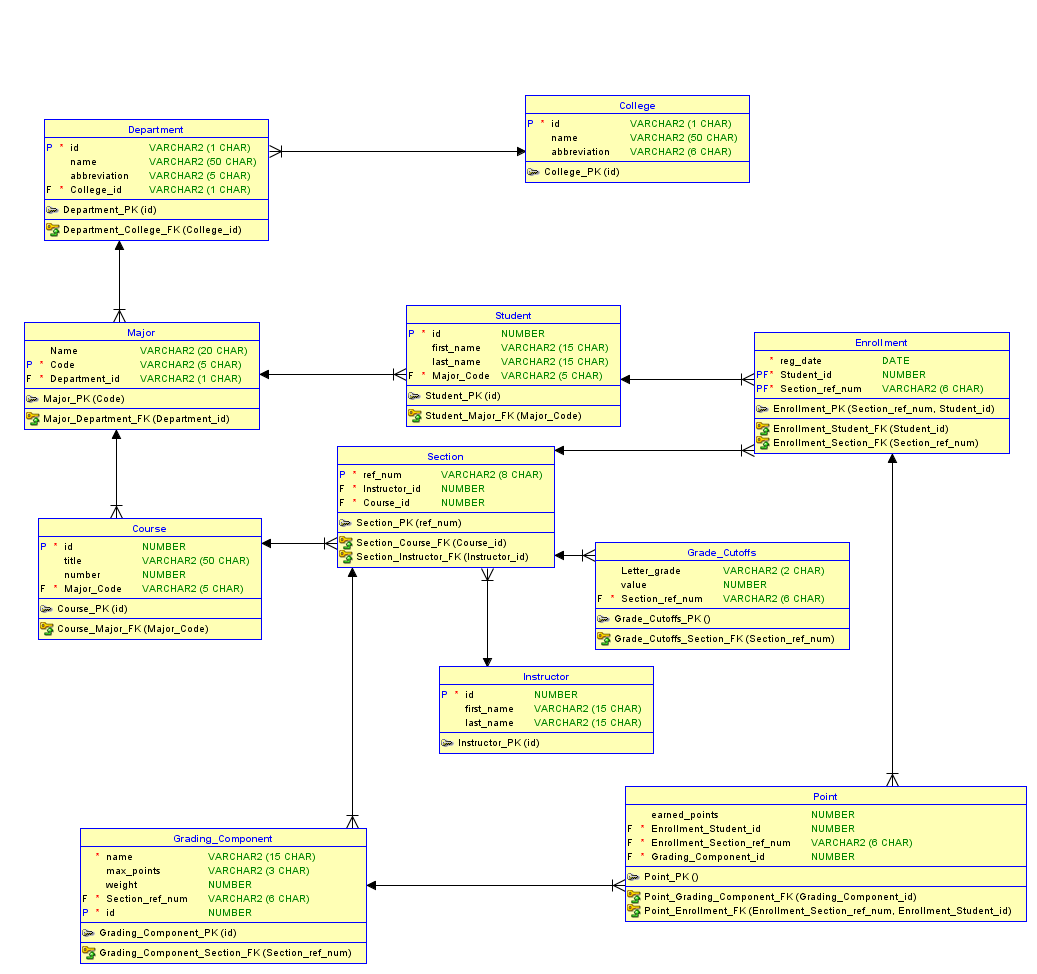 College
P * id VARCHAR2 (1 CHAR)
name VARCHAR2 (50 CHAR)
abbreviation VARCHAR2 (6 CHAR)
College_PK (id)
Department
P * id VARCHAR2 (1 CHAR)
name VARCHAR2 (50 CHAR)
abbreviation VARCHAR2 (5 CHAR)
F * College_id VARCHAR2 (1 CHAR)
Department_PK (id)
Department_College_FK (College_id)
Major
Name VARCHAR2 (20 CHAR)
P * Code VARCHAR2 (5 CHAR)
F * Department_id VARCHAR2 (1 CHAR)
Major_PK (Code)
Major_Department_FK (Department_id)
Student
P * id NUMBER
first_name VARCHAR2 (15 CHAR)
last_name VARCHAR2 (15 CHAR)
F * Major_Code VARCHAR2 (5 CHAR)
Student_PK (id)
Student_Major_FK (Major_Code)
Enrollment
* reg_date DATE
PF* Student_id NUMBER
PF* Section_ref_num VARCHAR2 (6 CHAR)
Enrollment_PK (Section_ref_num, Student_id)
Enrollment_Student_FK (Student_id)
Enrollment_Section_FK (Section_ref_num)
Section
P * ref_num VARCHAR2 (8 CHAR)
F * Instructor_id NUMBER
F * Course_id NUMBER
Section_PK (ref_num)
Section_Course_FK (Course_id)
Section_Instructor_FK (Instructor_id)
Course
P * id NUMBER
title VARCHAR2 (50 CHAR)
number NUMBER
F * Major_Code VARCHAR2 (5 CHAR)
Course_PK (id)
Course_Major_FK (Major_Code)
Grade_Cutoffs
Letter_grade VARCHAR2 (2 CHAR)
value NUMBER
F * Section_ref_num VARCHAR2 (6 CHAR)
Grade_Cutoffs_PK ()
Grade_Cutoffs_Section_FK (Section_ref_num)
Instructor
P * id NUMBER
first_name VARCHAR2 (15 CHAR)
last_name VARCHAR2 (15 CHAR)
Instructor_PK (id)
Point
earned_points NUMBER
F * Enrollment_Student_id NUMBER
F * Enrollment_Section_ref_num VARCHAR2 (6 CHAR)
F * Grading_Component_id NUMBER
Point_PK ()
Point_Grading_Component_FK (Grading_Component_id)
Point_Enrollment_FK (Enrollment_Section_ref_num, Enrollment_Student_id)
Grading_Component
* name VARCHAR2 (15 CHAR)
max_points VARCHAR2 (3 CHAR)
weight NUMBER
F * Section_ref_num VARCHAR2 (6 CHAR)
P * id NUMBER
Grading_Component_PK (id)
Grading_Component_Section_FK (Section_ref_num)